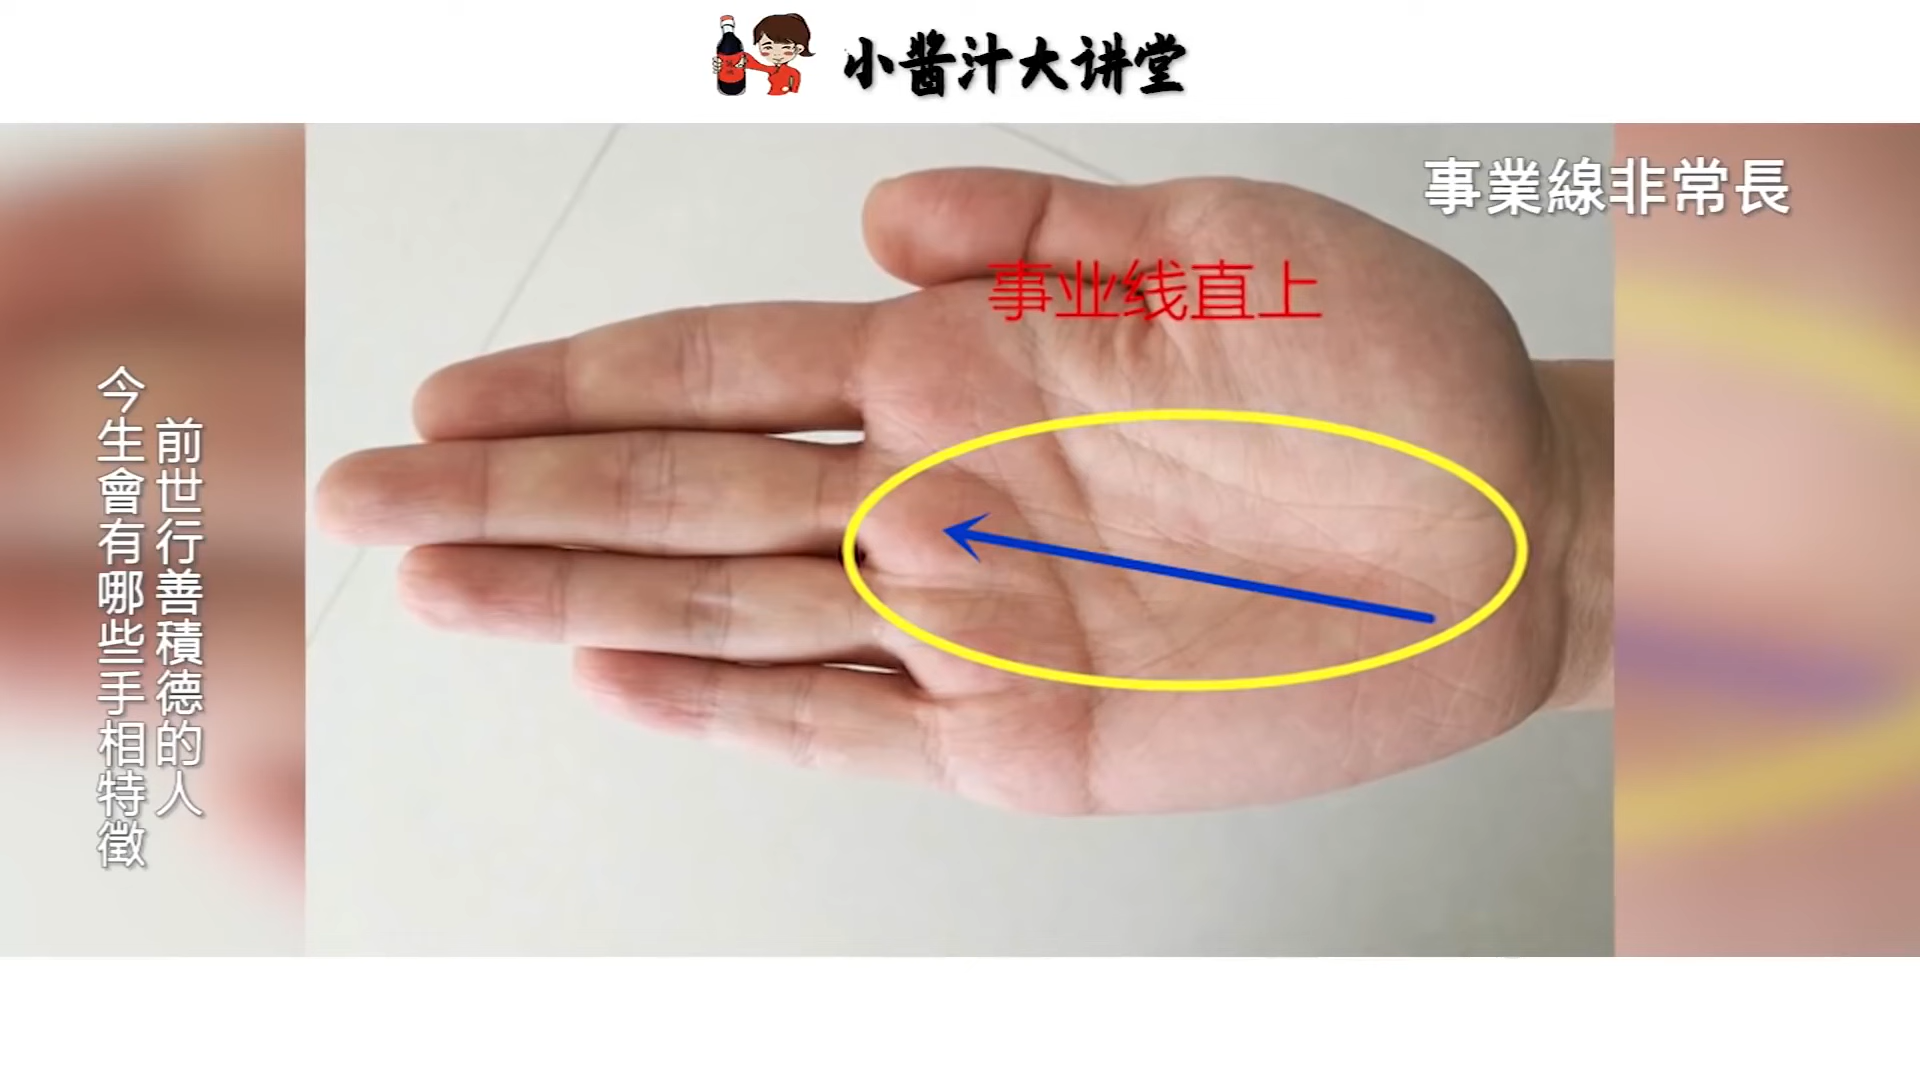 小酱汁大讲堂
事業線非常長
事业线直上
前世行善積德的人
今生會有哪些手相特徵